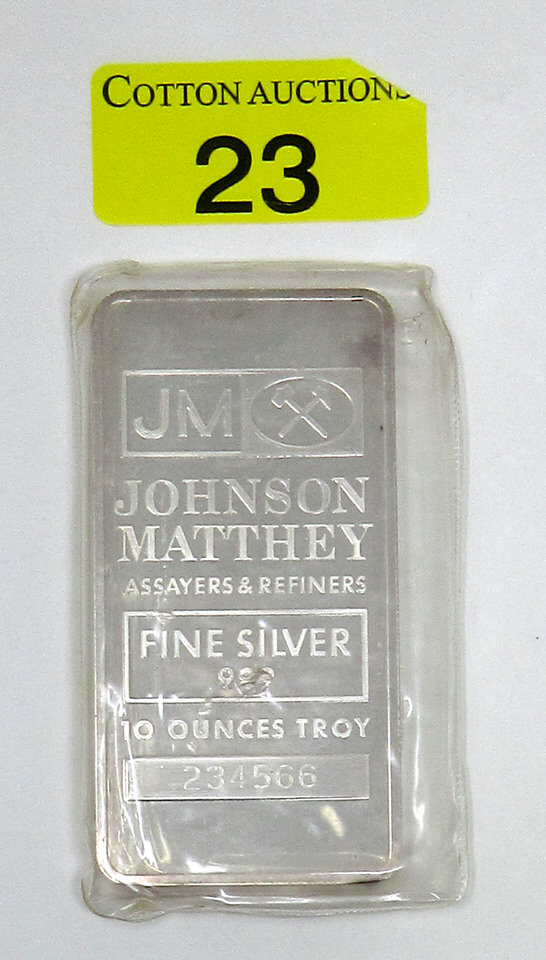 COTTON AUCTIONS
23
JM
JOHNSON
MATTHEY
ASSAYERS & REFINERS
FINE SILVER
999
10 OUNCES TROY
234566